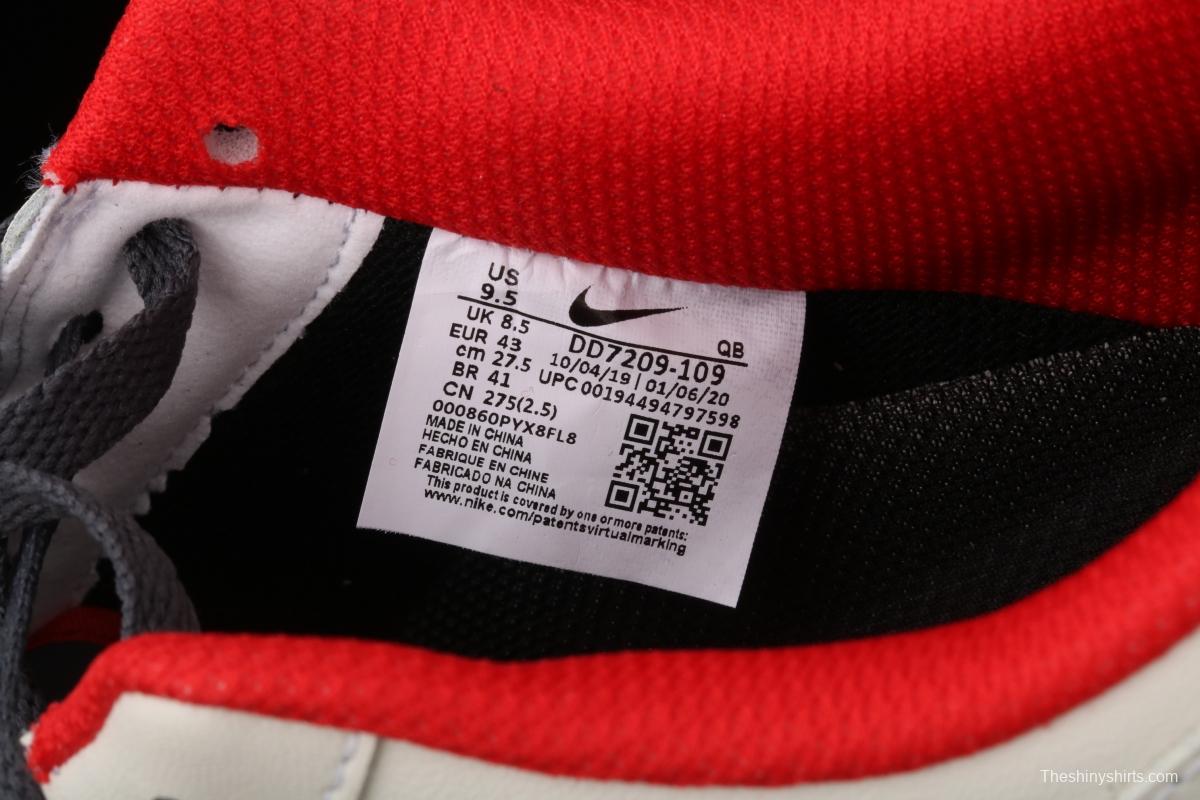 US
9.5
UK 8.5
EUR 43
cm 27.5
BR 41
CN 275(2.5)
QB
DD7209-109
10/04/19 | 01/06/20
UPC 00194494797598
000860PYX8FL8
MADE IN CHINA
HECHO EN CHINA
FABRIQUE EN CHINE
FABRICADO NA CHINA
This product is covered by one or more patents:
www.nike.com/patentsvirtualmarking
Theshinyshirts.com